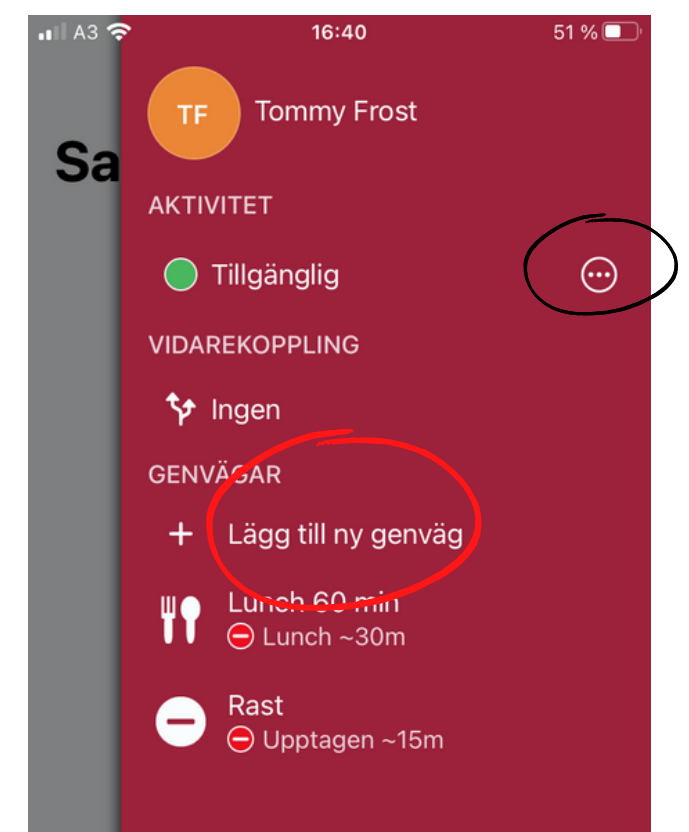 A3 16:40 51 %
TF Tommy Frost
Sa
AKTIVITET
Tillgänglig
VIDAREKOPPLING
Ingen
GENVÄGAR
+ Lägg till ny genväg
Lunch 60 min
Lunch ~30m
Rast
Upptagen ~15m